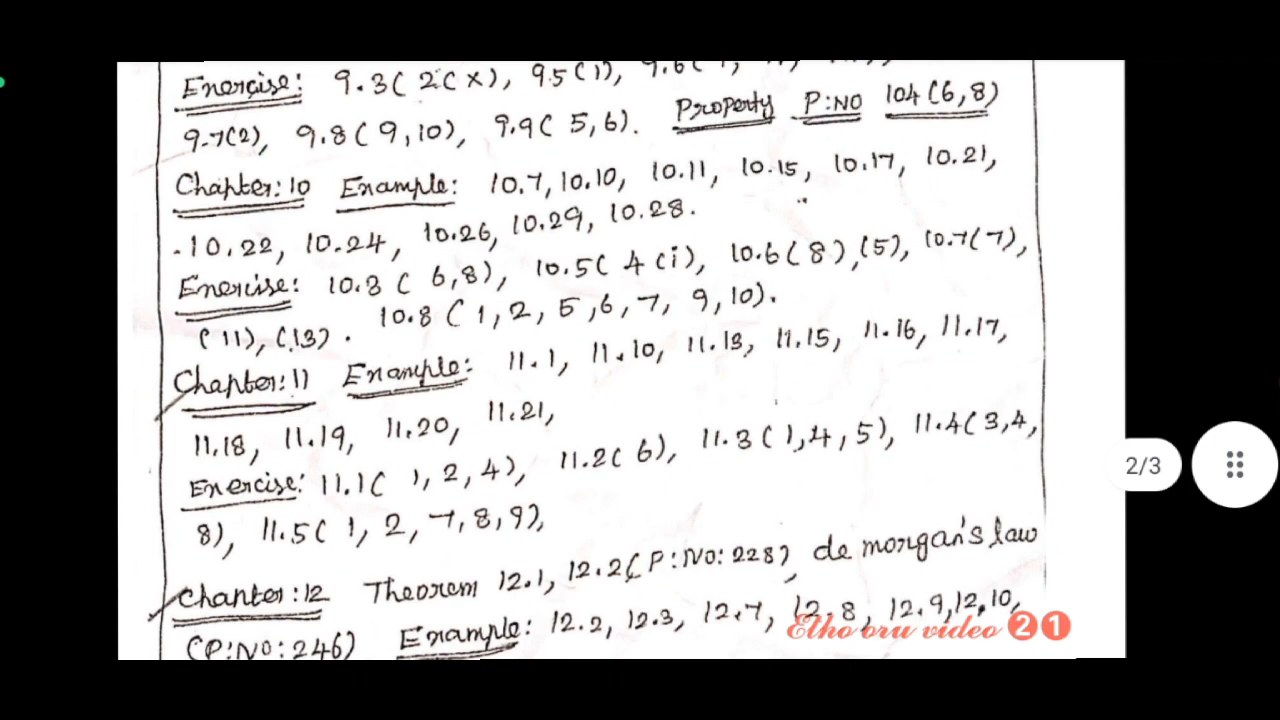 Exercise: 9.3( 2(x), 9.5(1), 9.6(
9.7(2), 9.8( 9,10), 9.9( 5,6). Property P:NO 104(6,8)
Chapter:10 Example: 10.7, 10.10, 10.11, 10.15, 10.17, 10.21,
10.22, 10.24, 10.26, 10.29, 10.28.
Exercise: 10.3 ( 6,8), 10.5( 4(i), 10.6(8),(5), 10.7(7),
(11), (13). 10.8 ( 1,2,5,6,7, 9,10).
Chapter:11 Example: 11.1, 11.10, 11.13, 11.15, 11.16, 11.17,
11.18, 11.19, 11.20, 11.21,
Exercise: 11.1( 1,2,4), 11.2( 6), 11.3(1,4,5), 11.4(3,4,
8), 11.5( 1, 2, 7,8,9),
Chapter:12 Theorem 12.1, 12.2(P:NO:228), de morgan's law
(P:NO:246) Example: 12.2, 12.3, 12.7, 12.8, 12.9, 12.10,
Elho oru video 21
2/3